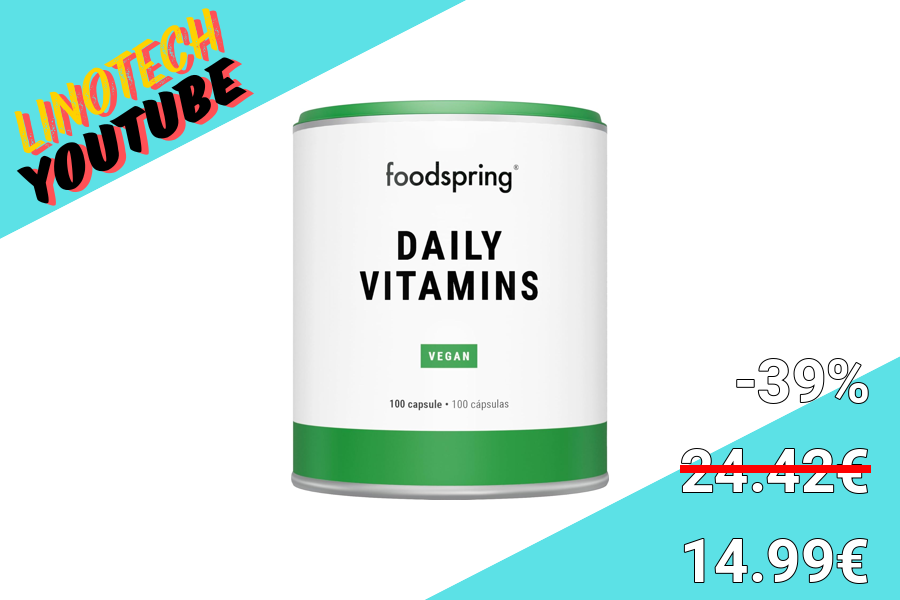 LINOTECH
YOUTUBE
foodspring®
DAILY
VITAMINS
VEGAN
100 capsule • 100 cápsulas
-39%
24.42€
14.99€